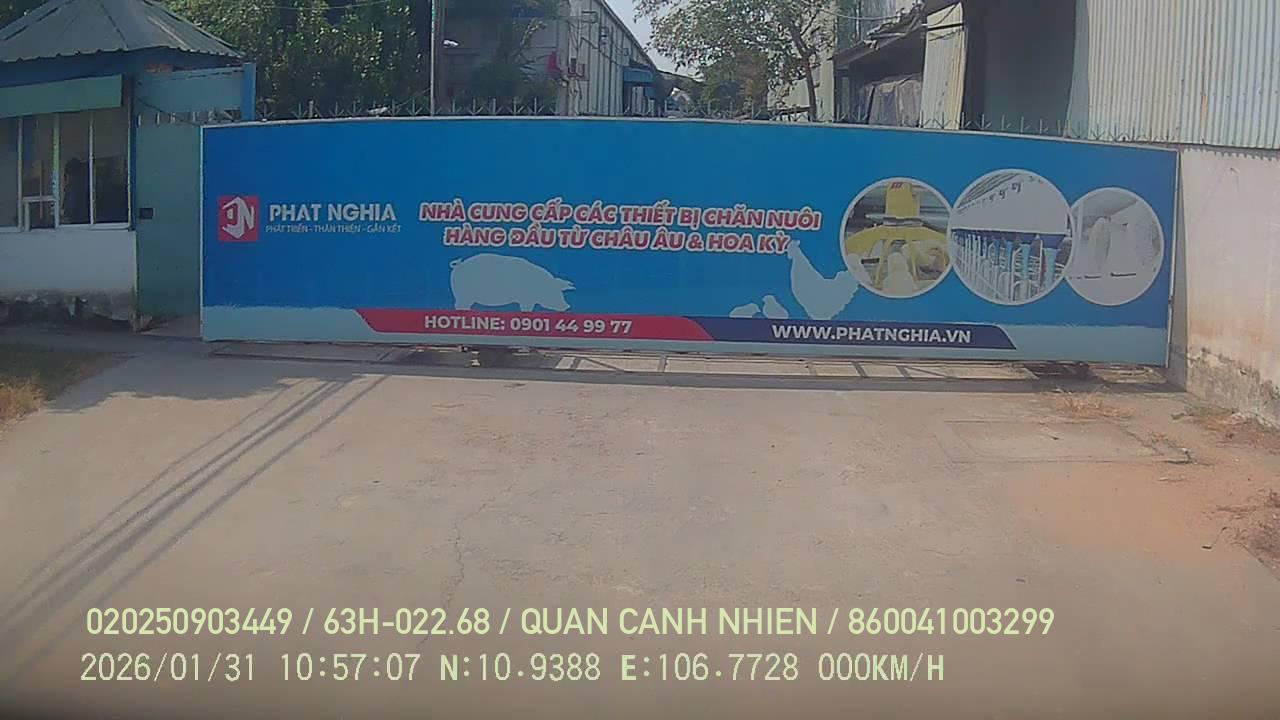 PHAT NGHIA
PHÁT TRIỂN - THÂN THIỆN - GẮN KẾT
NHÀ CUNG CẤP CÁC THIẾT BỊ CHĂN NUÔI
HÀNG ĐẦU TỪ CHÂU ÂU & HOA KỲ
HOTLINE: 0901 44 99 77
WWW.PHATNGHIA.VN
020250903449 / 63H-022.68 / QUAN CANH NHIEN / 860041003299
2026/01/31 10:57:07 N:10.9388 E:106.7728 000KM/H